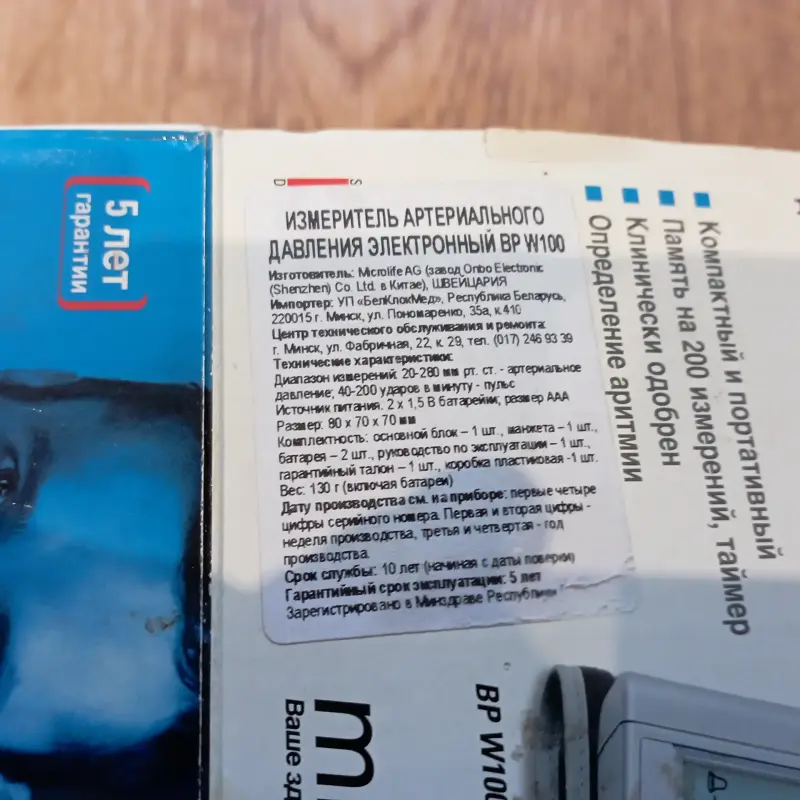 5 лет
гарантии
D S
ИЗМЕРИТЕЛЬ АРТЕРИАЛЬНОГО
ДАВЛЕНИЯ ЭЛЕКТРОННЫЙ BP W100
Изготовитель: Microlife AG (завод Onbo Electronic
(Shenzhen) Co. Ltd. в Китае), ШВЕЙЦАРИЯ
Импортер: УП «БелКлокМед», Республика Беларусь,
220015 г. Минск, ул. Пономаренко, 35а, к.410
Центр технического обслуживания и ремонта:
г. Минск, ул. Фабричная, 22, к. 29, тел. (017) 246 93 39
Технические характеристики:
Диапазон измерений: 20-280 мм рт. ст. - артериальное
давление; 40-200 ударов в минуту - пульс
Источник питания: 2 х 1,5 В батарейки; размер ААА
Размер: 80 х 70 х 70 мм
Комплектность: основной блок – 1 шт., манжета – 1 шт.,
батарея – 2 шт., руководство по эксплуатации – 1 шт.,
гарантийный талон – 1 шт., коробка пластиковая -1 шт.
Вес: 130 г (включая батареи)
Дату производства см. на приборе: первые четыре
цифры серийного номера. Первая и вторая цифры -
неделя производства, третья и четвертая - год
производства.
Срок службы: 10 лет (начиная с даты поверки)
Гарантийный срок эксплуатации: 5 лет
Зарегистрировано в Минздраве Республики
Компактный и портативный
Память на 200 измерений, таймер
Клинически одобрен
Определение аритмии
m
Ваше зд
BP W100